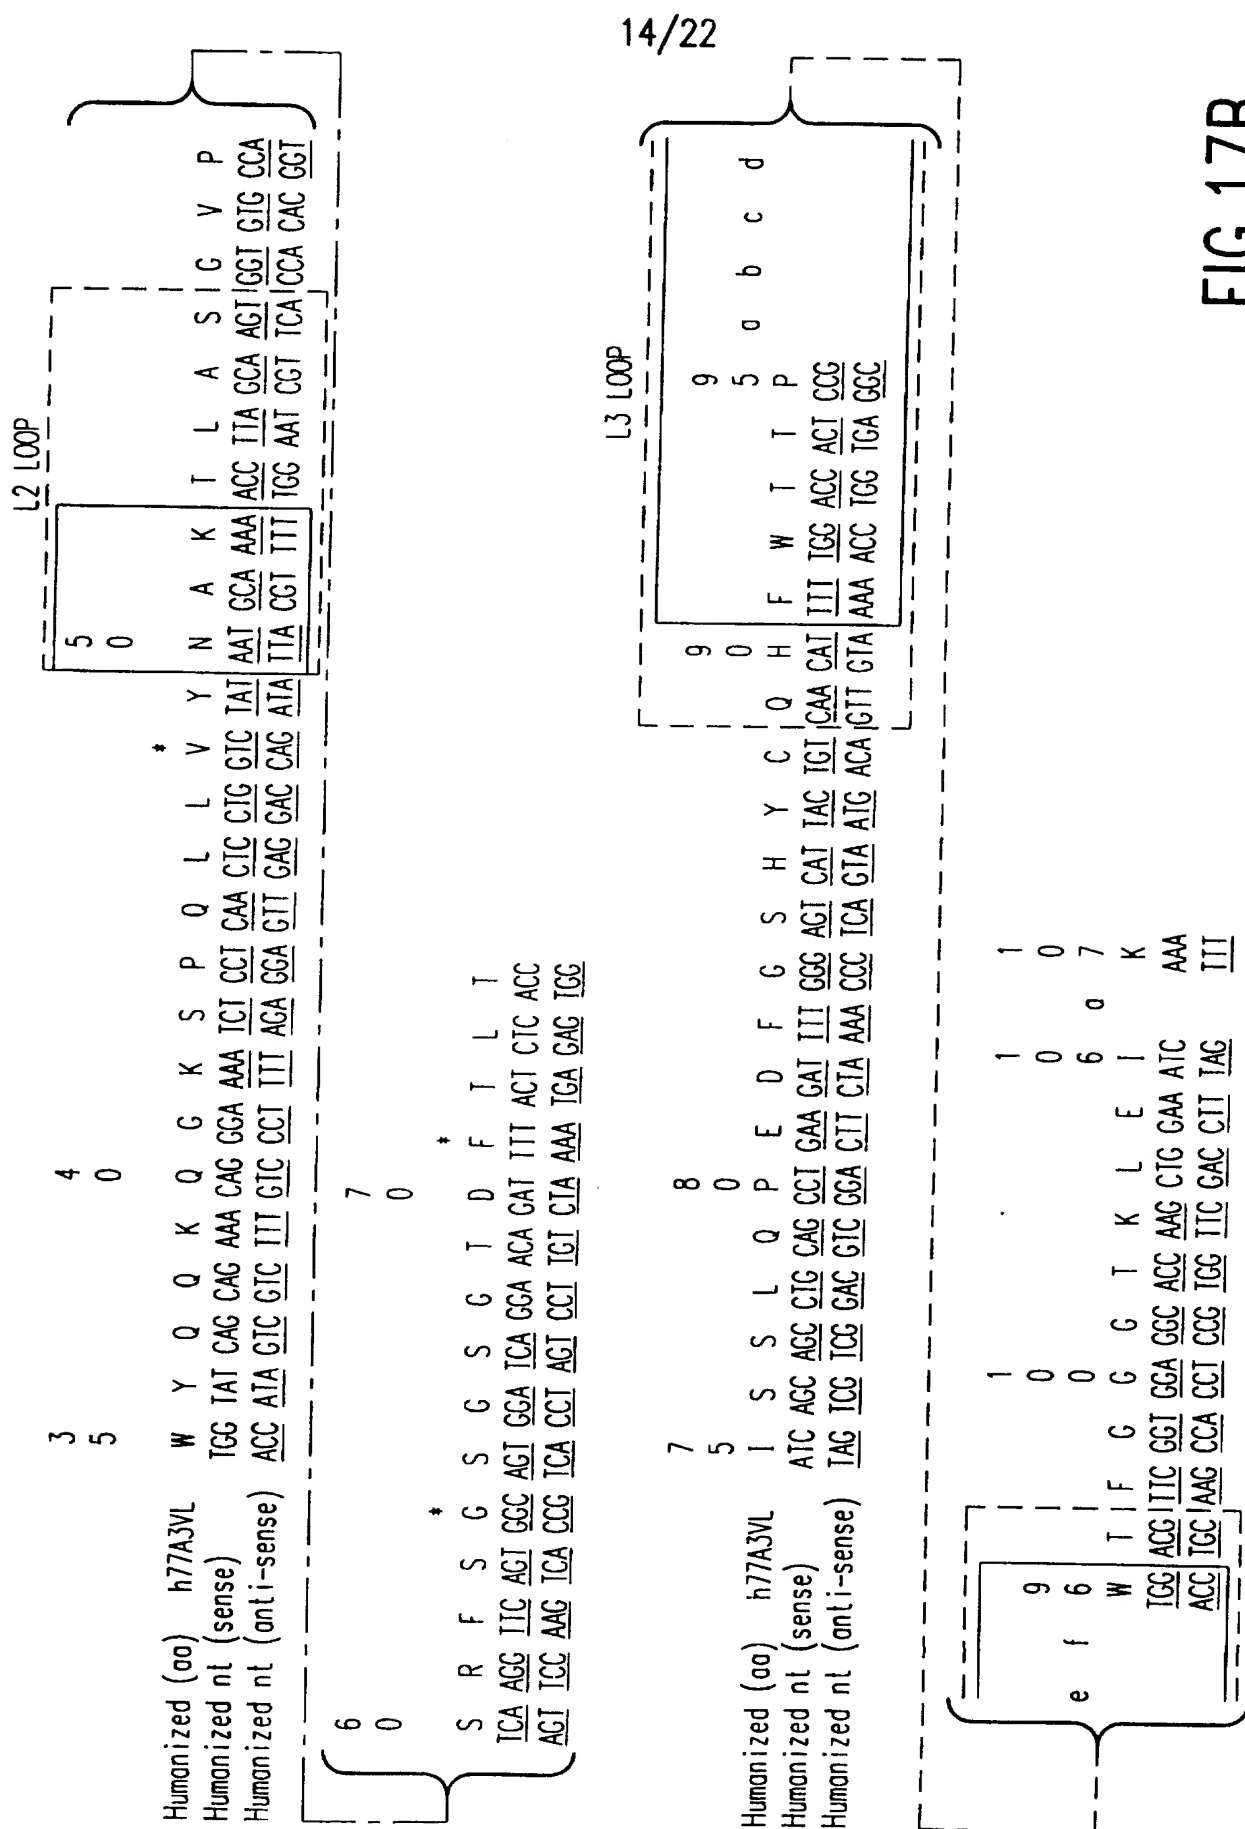 14/22
L2 LOOP
3 4 5
5 0 0
*
Humanized (aa) h77A3VL W Y Q Q K Q G K S P Q L L V Y N A K T L A S G V P
Humanized nt (sense) TGG TAT CAG CAG AAA CAG GGA AAA TCT CCT CAA CTC CTG GTC TAT AAT GCA AAA ACC TTA GCA AGT GGT GTG CCA
Humanized nt (anti-sense) ACC ATA GTC GTC TTT GTC CCT TTT AGA GGA GTT GAG GAC CAG ATA TTA CGT TTT TGG AAT CGT TCA CCA CAC GGT
6 7
0 0
* *
S R F S G S G S G T D F T L T
TCA AGG TTC AGT GGC AGT GGA TCA GGA ACA GAT TTT ACT CTC ACC
AGT TCC AAG TCA CCG TCA CCT AGT CCT TGT CTA AAA TGA GAG TGG
L3 LOOP
7 8 9 9
5 0 0 5 a b c d
Humanized (aa) h77A3VL I S S L Q P E D F G S H Y C Q H F W T T P
Humanized nt (sense) ATC AGC AGC CTG CAG CCT GAA GAT TTT GGG AGT CAT TAC TGT CAA CAT TTT TGG ACC ACT CCG
Humanized nt (anti-sense) TAG TCG TCG GAC GTC GGA CTT CTA AAA CCC TCA GTA ATG ACA GTT GTA AAA ACC TGG TGA GGC
1 1 1
9 0 0 0
e f 6 0 6 a 7
W T F G G G T K L E I K
TGG ACG TTC GGT GGA GGC ACC AAG CTG GAA ATC AAA
ACC TGC AAG CCA CCT CCG TGG TTC GAC CTT TAG TTT
FIG.17B